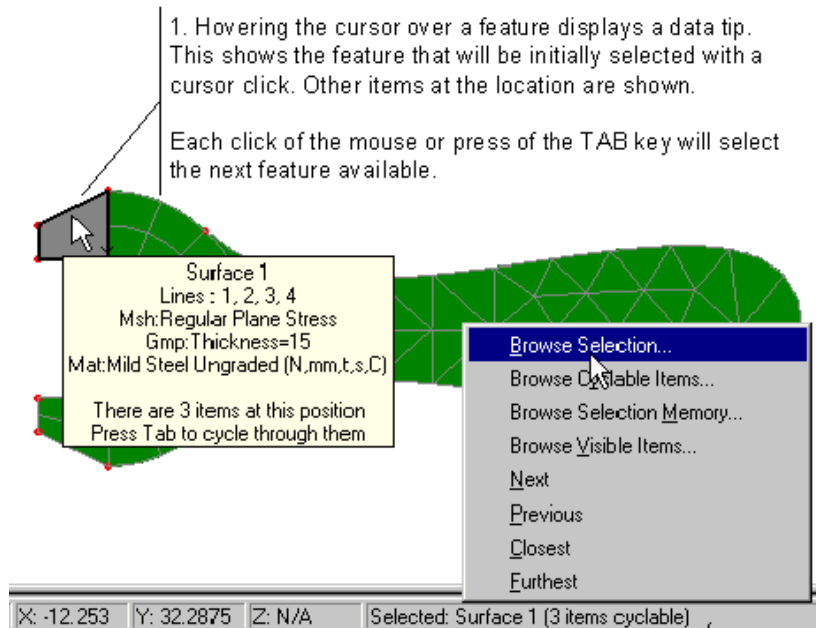 1. Hovering the cursor over a feature displays a data tip.
This shows the feature that will be initially selected with a
cursor click. Other items at the location are shown.
Each click of the mouse or press of the TAB key will select
the next feature available.
Surface 1
Lines : 1, 2, 3, 4
Msh:Regular Plane Stress
Gmp:Thickness=15
Mat:Mild Steel Ungraded (N,mm,t,s,C)
There are 3 items at this position
Press Tab to cycle through them
Browse Selection...
Browse Cyclable Items...
Browse Selection Memory...
Browse Visible Items...
Next
Previous
Closest
Furthest
X: -12.253 Y: 32.2875 Z: N/A Selected: Surface 1 (3 items cyclable)